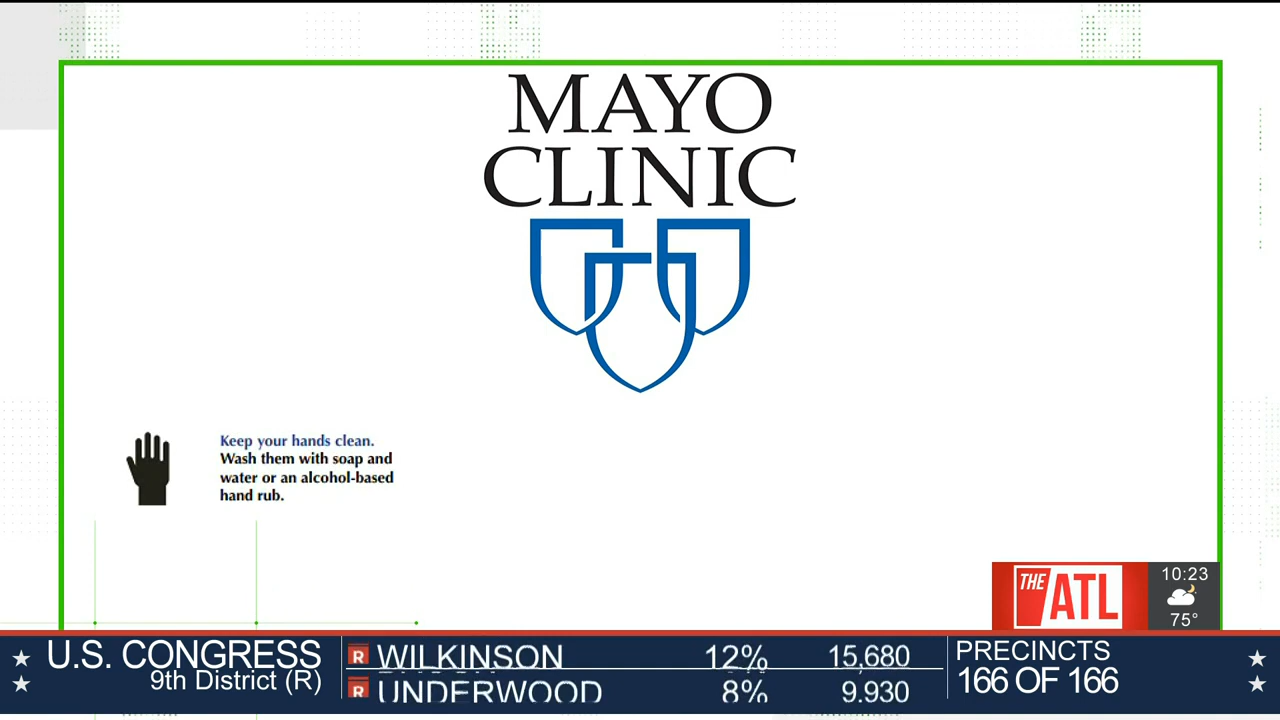 MAYO
CLINIC
Keep your hands clean.
Wash them with soap and
water or an alcohol-based
hand rub.
THE ATL
10:23
75°
U.S. CONGRESS
9th District (R)
R WILKINSON 12% 15,680
R UNDERWOOD 8% 9,930
PRECINCTS
166 OF 166